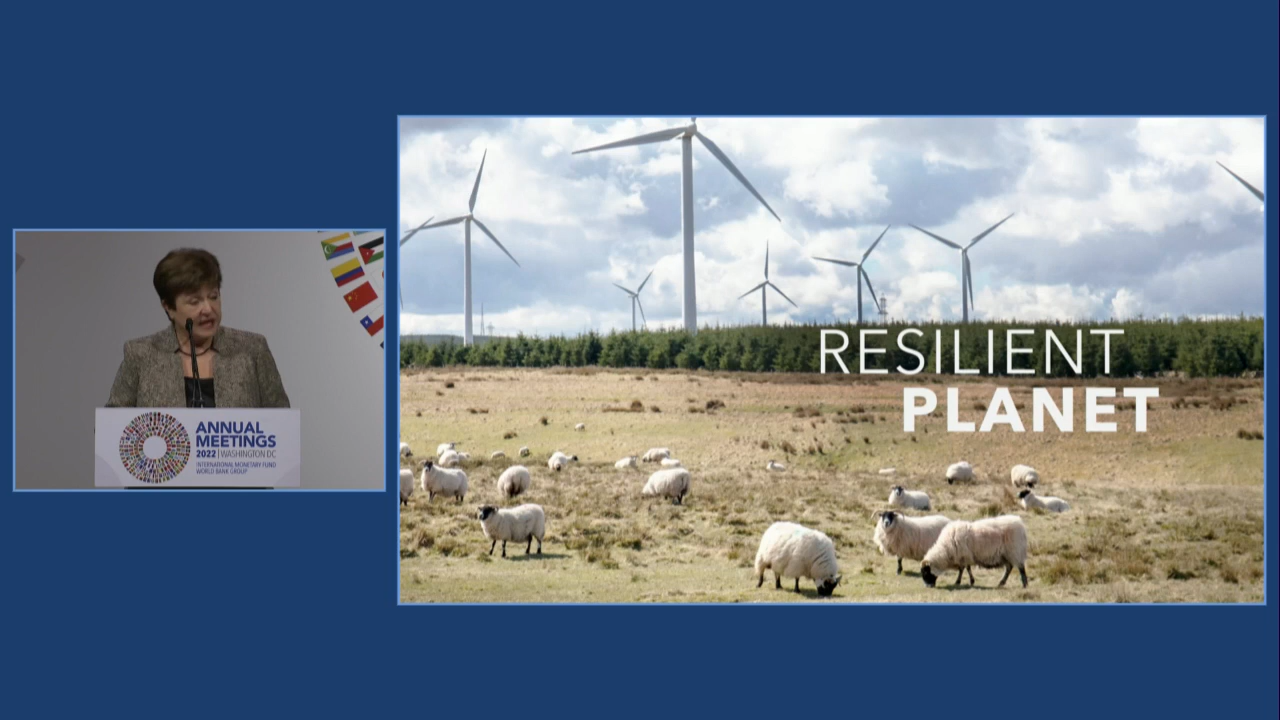 ANNUAL
MEETINGS
2022 | WASHINGTON DC
INTERNATIONAL MONETARY FUND
WORLD BANK GROUP
RESILIENT
PLANET